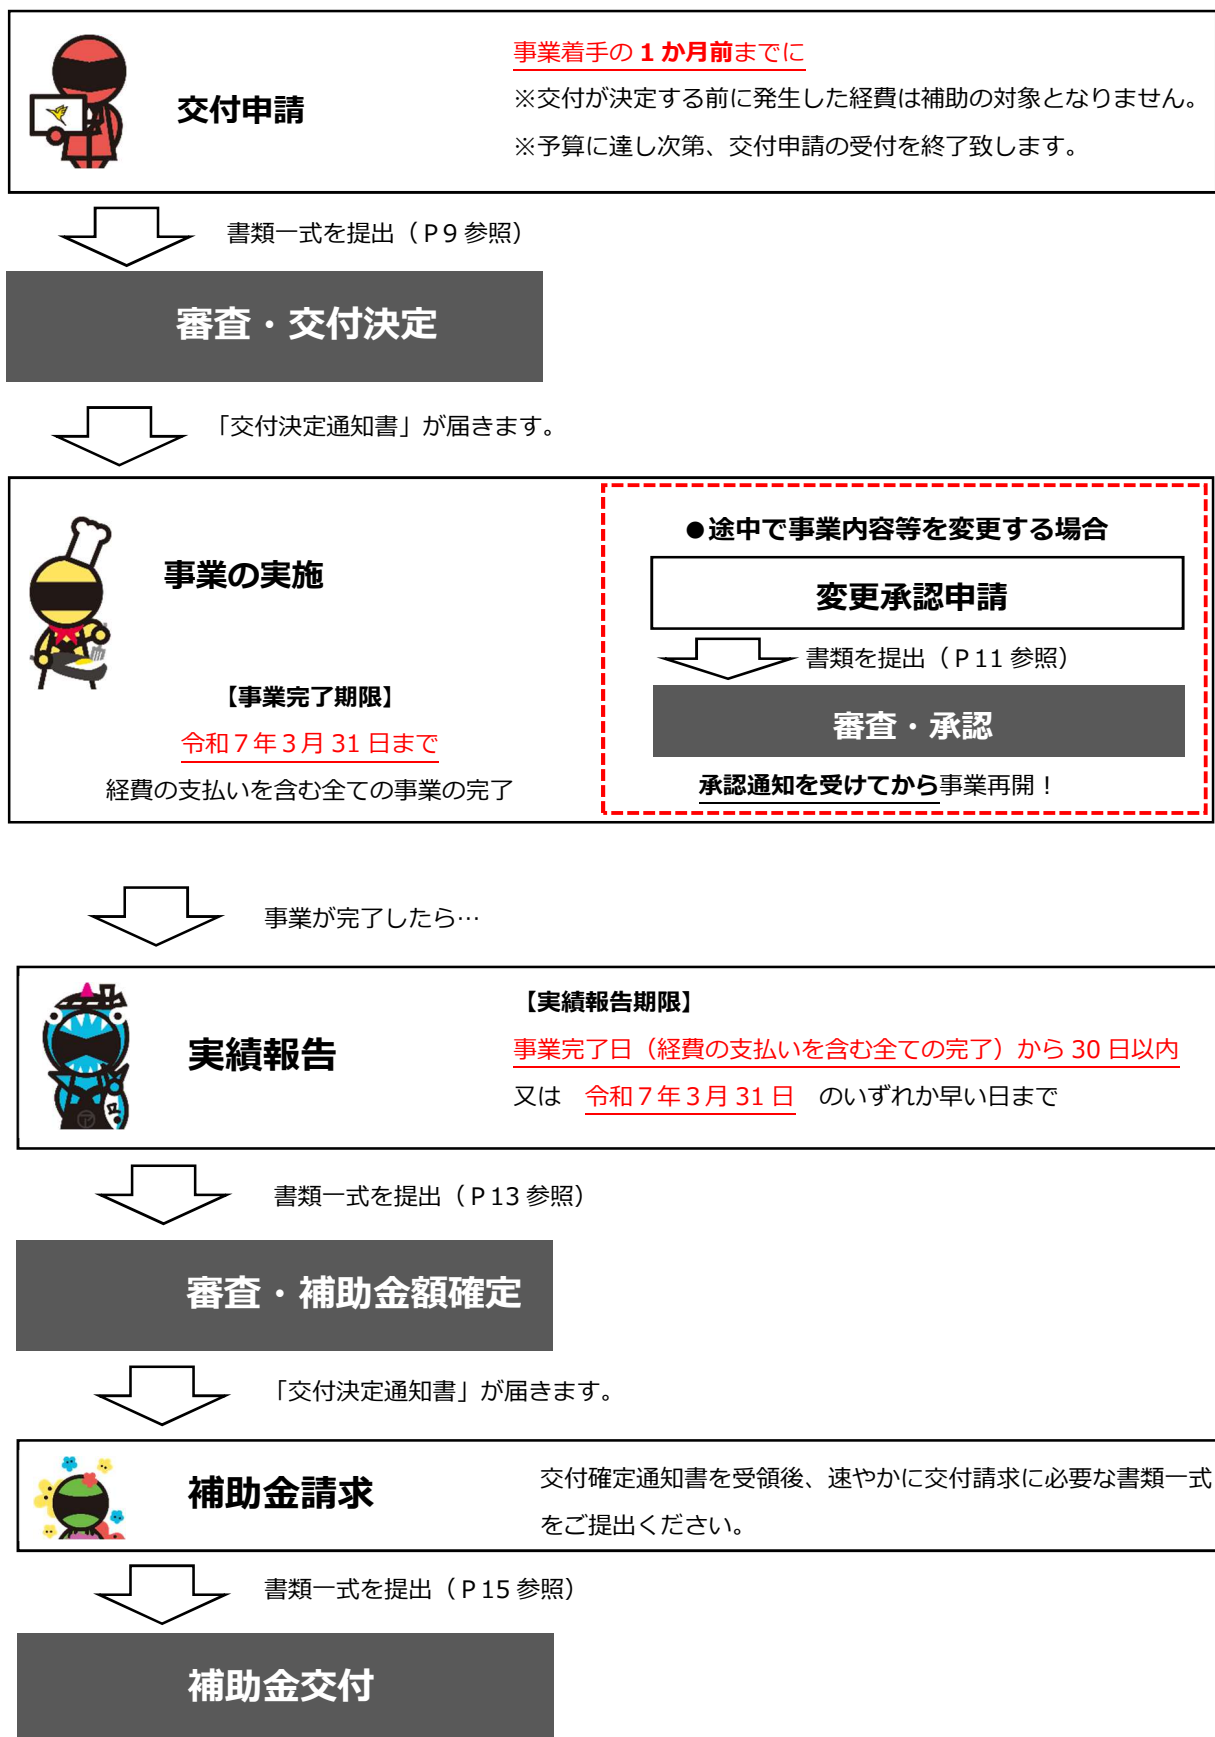 事業着手の１か月前までに
交付申請
※交付が決定する前に発生した経費は補助の対象となりません。
※予算に達し次第、交付申請の受付を終了致します。
書類一式を提出（Ｐ９参照）
審査・交付決定
「交付決定通知書」が届きます。
事業の実施
【事業完了期限】
令和７年３月 31 日まで
経費の支払いを含む全ての事業の完了
●途中で事業内容等を変更する場合
変更承認申請
書類を提出（Ｐ11 参照）
審査・承認
承認通知を受けてから事業再開！
事業が完了したら…
実績報告
【実績報告期限】
事業完了日（経費の支払いを含む全ての完了）から 30 日以内
又は　令和７年３月 31 日　のいずれか早い日まで
書類一式を提出（Ｐ13 参照）
審査・補助金額確定
「交付決定通知書」が届きます。
補助金請求
交付確定通知書を受領後、速やかに交付請求に必要な書類一式
をご提出ください。
書類一式を提出（Ｐ15 参照）
補助金交付